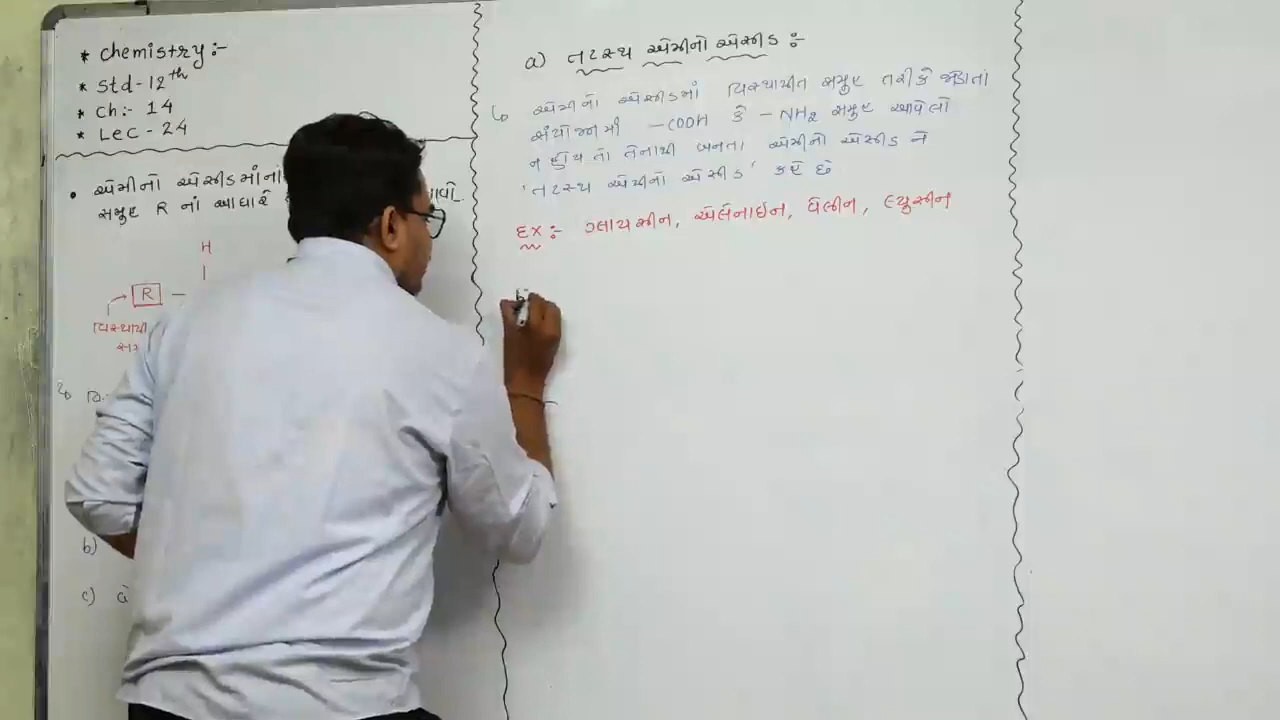 * chemistry:-
* Std-12th
* Ch:- 14
* Lec - 24
• એમીનો એસીડમાંનાં
સમુહ R નાં આધારે
H
R
b)
c)
a) તટસ્થ એમીનો એસીડ :-
એમીનો એસીડમાં વિસ્થાપીત સમુહ તરીકે જોડાતાં
સંયોજનમાં -COOH કે -NH2 સમુહ આવેલો
ન હોય તો તેનાથી બનતા એમીનો એસીડ ને
'તટસ્થ એમીનો એસીડ' કહે છે
Ex :- ગ્લાયસીન, એલેનાઈન, વેલીન, લ્યુસીન
b